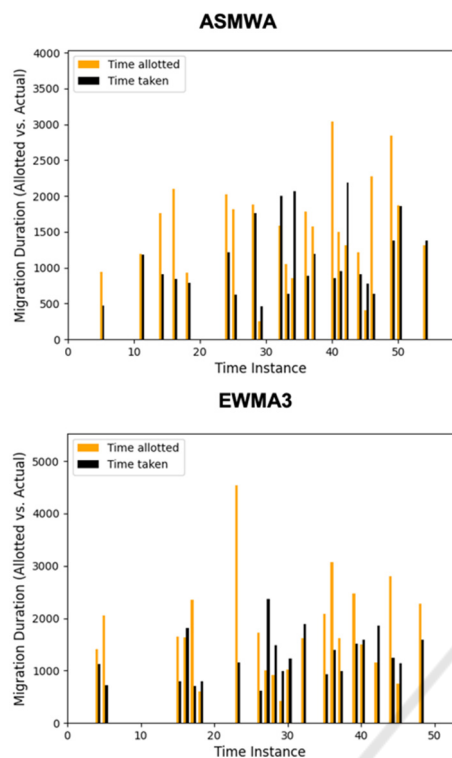 ASMWA
4000
3500
3000
2500
2000
1500
1000
500
0
Time allotted
Time taken
Migration Duration (Allotted vs. Actual)
0 10 20 30 40 50
Time Instance
EWMA3
5000
4000
3000
2000
1000
0
Time allotted
Time taken
Migration Duration (Allotted vs. Actual)
0 10 20 30 40 50
Time Instance